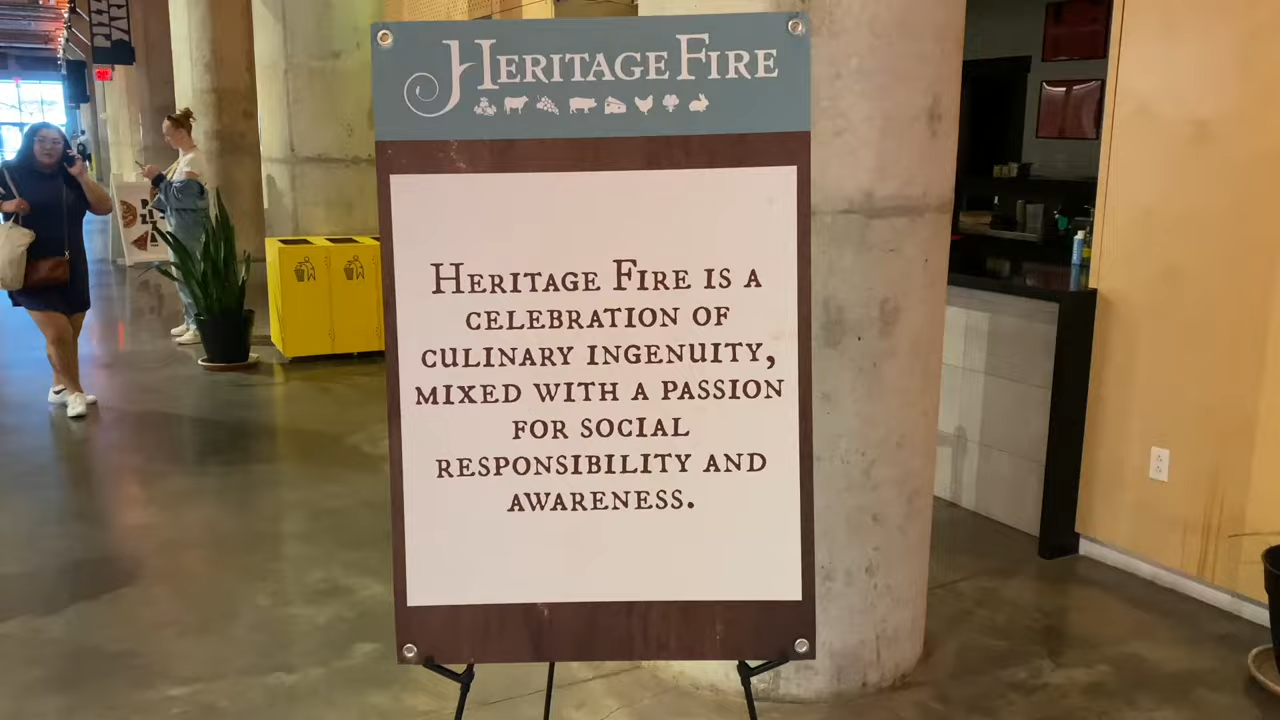 HERITAGE FIRE
HERITAGE FIRE IS A
CELEBRATION OF
CULINARY INGENUITY,
MIXED WITH A PASSION
FOR SOCIAL
RESPONSIBILITY AND
AWARENESS.